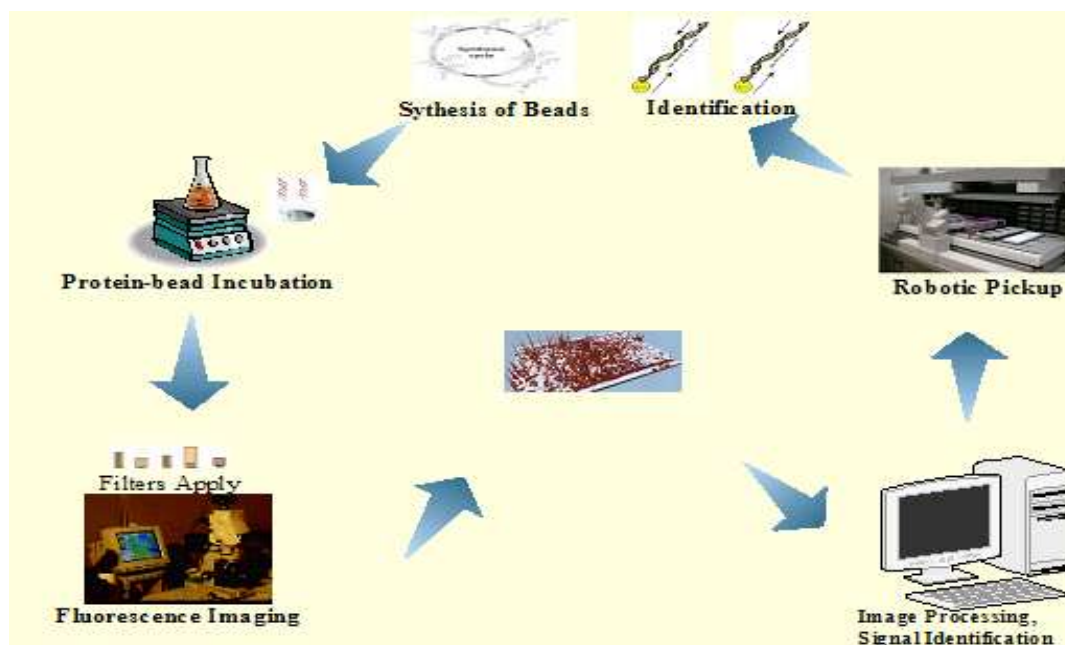 Sythesis of Beads
Identification
Protein-bead Incubation
Robotic Pickup
Filters Apply
Fluorescence Imaging
Image Processing,
Signal Identification